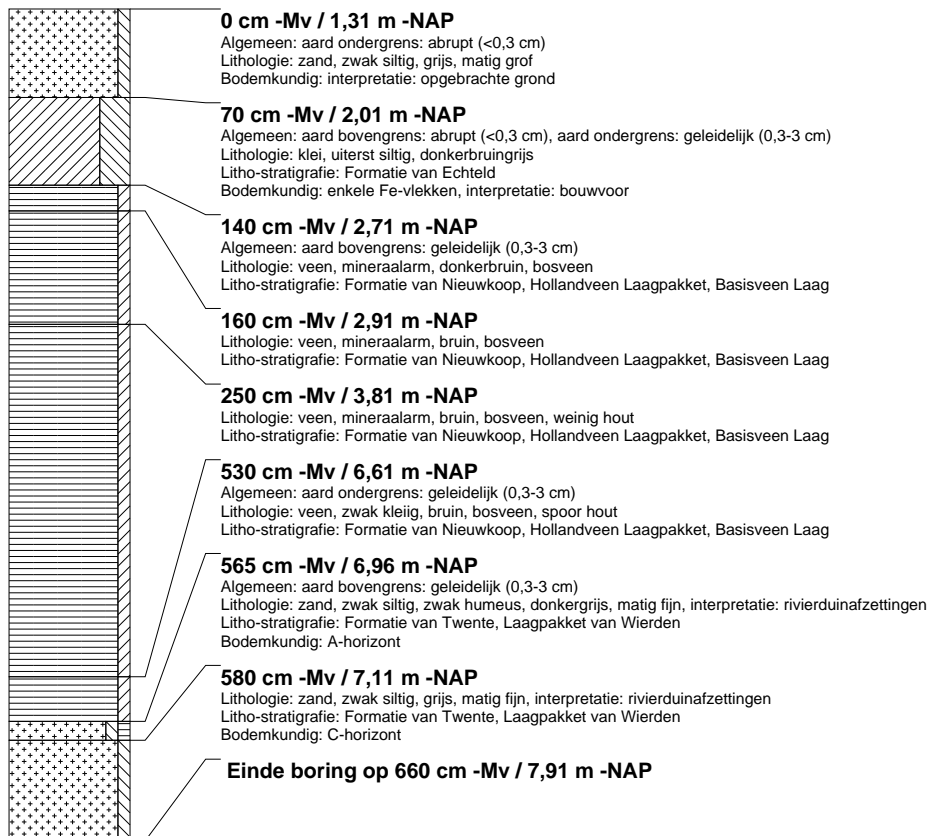 0 cm -Mv / 1,31 m -NAP
Algemeen: aard ondergrens: abrupt (<0,3 cm)
Lithologie: zand, zwak siltig, grijs, matig grof
Bodemkundig: interpretatie: opgebrachte grond
70 cm -Mv / 2,01 m -NAP
Algemeen: aard bovengrens: abrupt (<0,3 cm), aard ondergrens: geleidelijk (0,3-3 cm)
Lithologie: klei, uiterst siltig, donkerbruingrijs
Litho-stratigrafie: Formatie van Echteld
Bodemkundig: enkele Fe-vlekken, interpretatie: bouwvoor
140 cm -Mv / 2,71 m -NAP
Algemeen: aard bovengrens: geleidelijk (0,3-3 cm)
Lithologie: veen, mineraalarm, donkerbruin, bosveen
Litho-stratigrafie: Formatie van Nieuwkoop, Hollandveen Laagpakket, Basisveen Laag
160 cm -Mv / 2,91 m -NAP
Lithologie: veen, mineraalarm, bruin, bosveen
Litho-stratigrafie: Formatie van Nieuwkoop, Hollandveen Laagpakket, Basisveen Laag
250 cm -Mv / 3,81 m -NAP
Lithologie: veen, mineraalarm, bruin, bosveen, weinig hout
Litho-stratigrafie: Formatie van Nieuwkoop, Hollandveen Laagpakket, Basisveen Laag
530 cm -Mv / 6,61 m -NAP
Algemeen: aard ondergrens: geleidelijk (0,3-3 cm)
Lithologie: veen, zwak kleiig, bruin, bosveen, spoor hout
Litho-stratigrafie: Formatie van Nieuwkoop, Hollandveen Laagpakket, Basisveen Laag
565 cm -Mv / 6,96 m -NAP
Algemeen: aard bovengrens: geleidelijk (0,3-3 cm)
Lithologie: zand, zwak siltig, zwak humeus, donkergrijs, matig fijn, interpretatie: rivierduinafzettingen
Litho-stratigrafie: Formatie van Twente, Laagpakket van Wierden
Bodemkundig: A-horizont
580 cm -Mv / 7,11 m -NAP
Lithologie: zand, zwak siltig, grijs, matig fijn, interpretatie: rivierduinafzettingen
Litho-stratigrafie: Formatie van Twente, Laagpakket van Wierden
Bodemkundig: C-horizont
Einde boring op 660 cm -Mv / 7,91 m -NAP